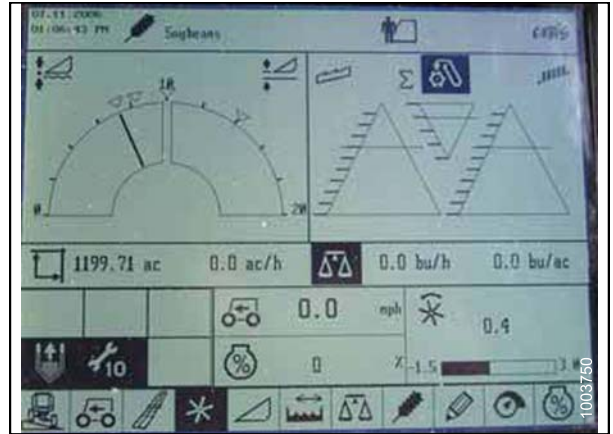 07.11.2006
01:06:43 PM
Soybeans
Σ
10
0
20
1199.71 ac
0.0 ac/h
0.0 bu/h
0.0 bu/ac
0.0 mph
0.4
10
%
0 %
-1.5
3.0
%
1003750